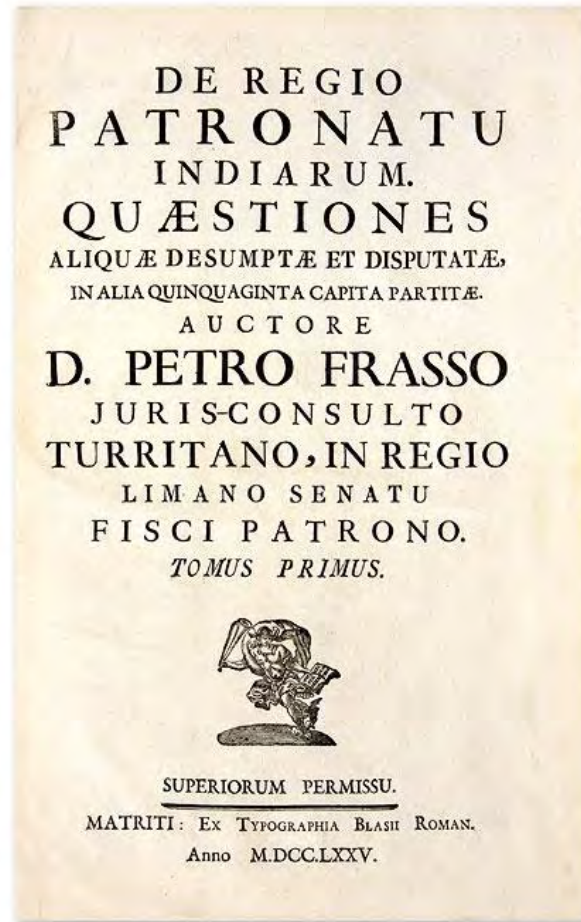 DE REGIO
PATRONATU
INDIARUM.
QUÆSTIONES
ALIQUÆ DESUMPTÆ ET DISPUTATÆ,
IN ALIA QUINQUAGINTA CAPITA PARTITÆ.
AUCTORE
D. PETRO FRASSO
JURIS-CONSULTO
TURRITANO, IN REGIO
LIMANO SENATU
FISCI PATRONO.
TOMUS PRIMUS.
SUPERIORUM PERMISSU.
MATRITI: EX TYPOGRAPHIA BLASII ROMAN.
Anno M.DCC.LXXV.